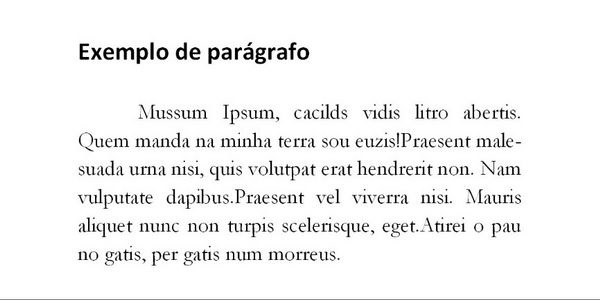 Exemplo de parágrafo
Mussum Ipsum, cacilds vidis litro abertis.
Quem manda na minha terra sou euzis!Praesent male-
suada urna nisi, quis volutpat erat hendrerit non. Nam
vulputate dapibus.Praesent vel viverra nisi. Mauris
aliquet nunc non turpis scelerisque, eget.Atirei o pau
no gatis, per gatis num morreus.